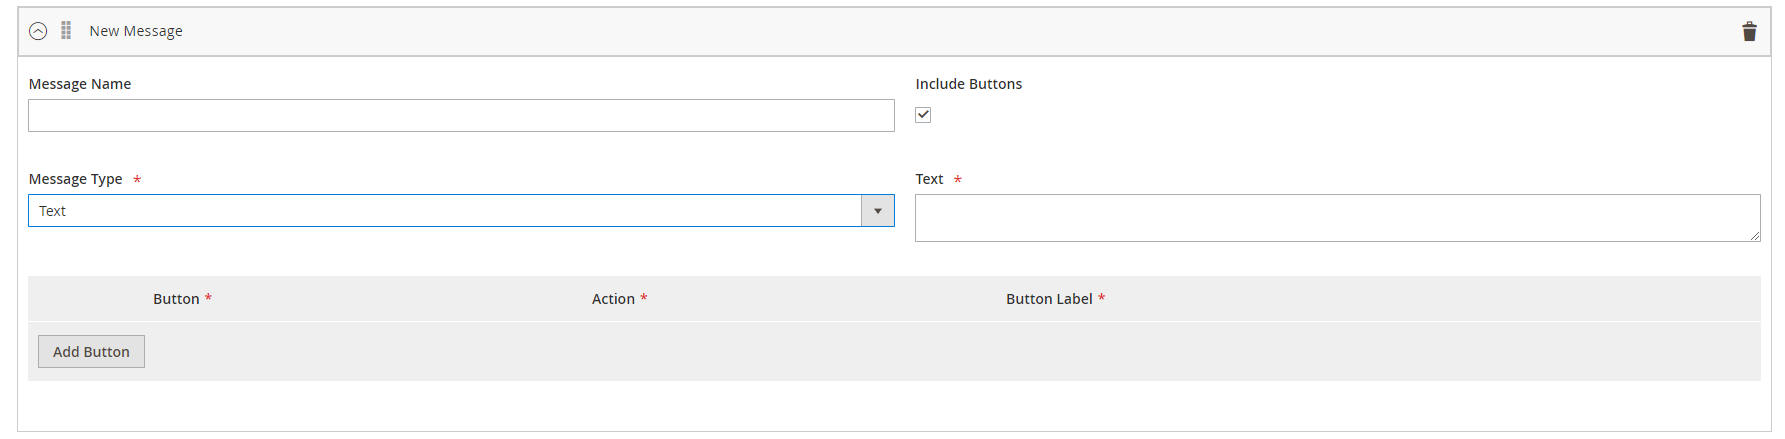 New Message
Message Name
Include Buttons
Message Type *
Text *
Text
Button * Action * Button Label *
Add Button